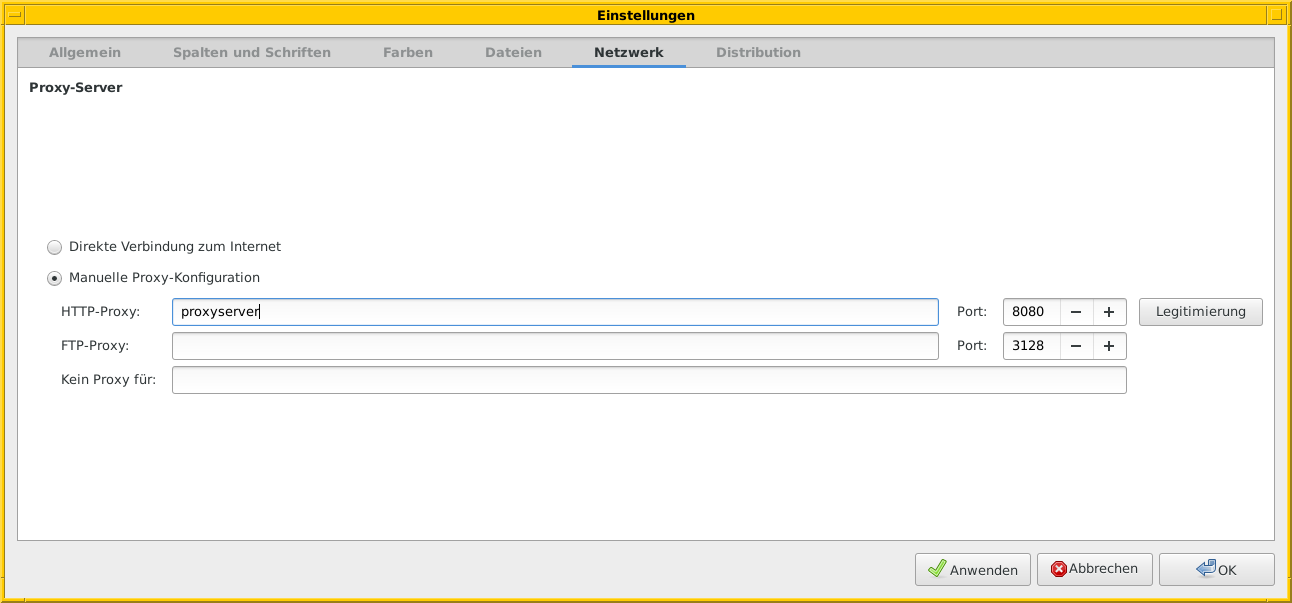 Einstellungen
Allgemein Spalten und Schriften Farben Dateien Netzwerk Distribution
Proxy-Server
Direkte Verbindung zum Internet
Manuelle Proxy-Konfiguration
HTTP-Proxy: proxyserver Port: 8080 − + Legitimierung
FTP-Proxy: Port: 3128 − +
Kein Proxy für:
Anwenden Abbrechen OK